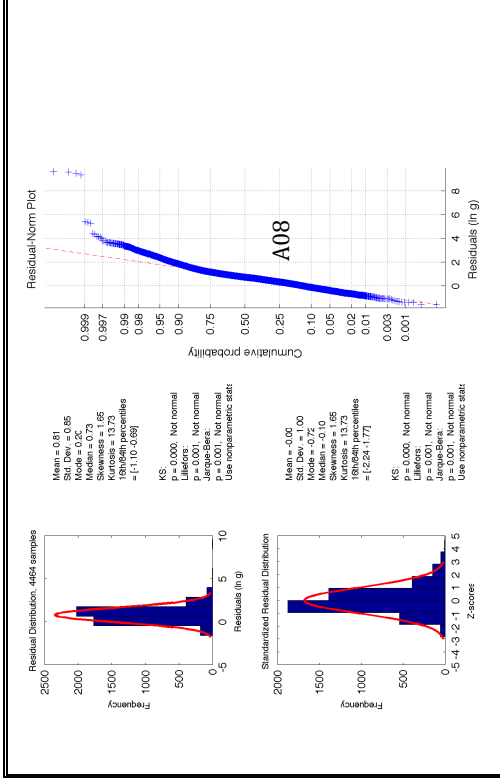 Residual Distribution, 4464 samples
2500
2000
1500
1000
500
0
Frequency
-5
0
5
10
Residuals (ln g)
Mean = 0.81
Std. Dev. = 0.85
Mode = 0.20
Median = 0.73
Skewness = 1.65
Kurtosis = 13.73
16th/84th percentiles
= [-1.10 -0.69]
KS:
p = 0.000, Not normal
Lilliefors:
p = 0.001, Not normal
Jarque-Bera:
p = 0.001, Not normal
Use nonparametric stati
Standardized Residual Distribution
2000
1500
1000
500
0
Frequency
-5 -4 -3 -2 -1 0 1 2 3 4 5
Z-scores
Mean = -0.00
Std. Dev. = 1.00
Mode = -0.72
Median = -0.10
Skewness = 1.65
Kurtosis = 13.73
16th/84th percentiles
= [-2.24 -1.77]
KS:
p = 0.000, Not normal
Lilliefors:
p = 0.001, Not normal
Jarque-Bera:
p = 0.001, Not normal
Use nonparametric stati
Residual-Norm Plot
0.999
0.997
0.99
0.98
0.95
0.90
0.75
0.50
0.25
0.10
0.05
0.02
0.01
0.003
0.001
Cumulative probability
A08
0
2
4
6
8
Residuals (ln g)